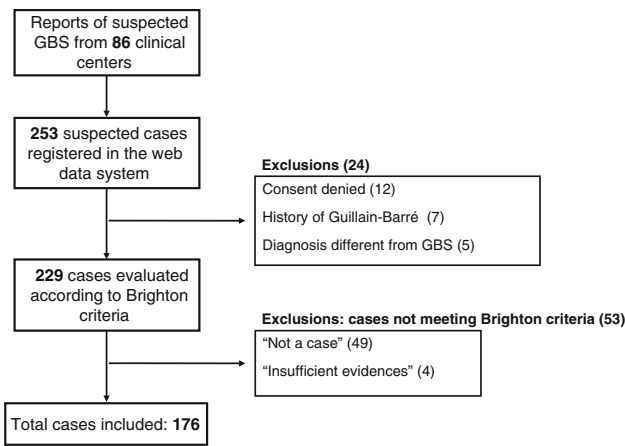 Reports of suspected
GBS from 86 clinical
centers
253 suspected cases
registered in the web
data system
Exclusions (24)
Consent denied (12)
History of Guillain-Barré (7)
Diagnosis different from GBS (5)
229 cases evaluated
according to Brighton
criteria
Exclusions: cases not meeting Brighton criteria (53)
“Not a case” (49)
“Insufficient evidences” (4)
Total cases included: 176